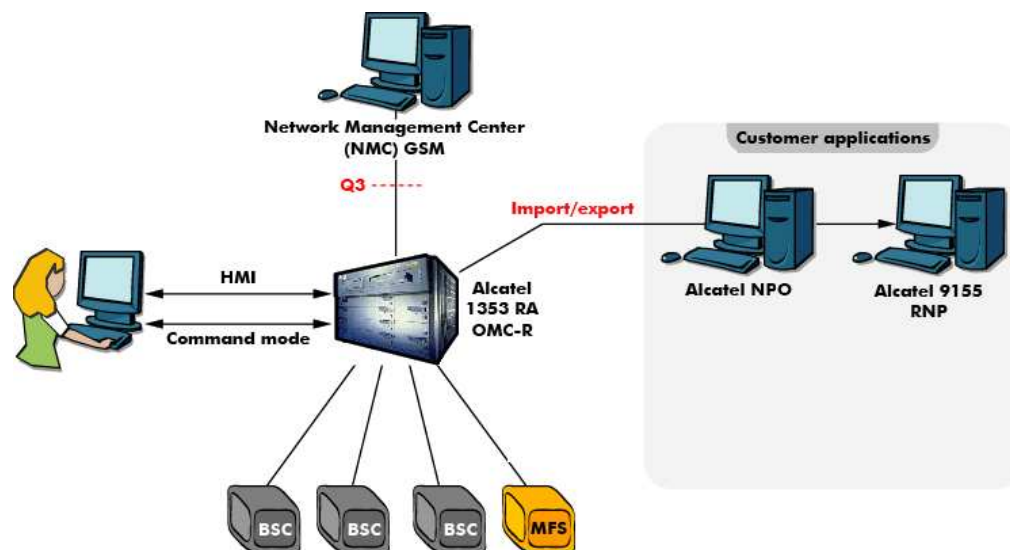 Network Management Center
(NMC) GSM
Customer applications
Q3
Import/export
HMI
Command mode
Alcatel
1353 RA
OMC-R
Alcatel NPO
Alcatel 9155
RNP
BSC
BSC
BSC
MFS